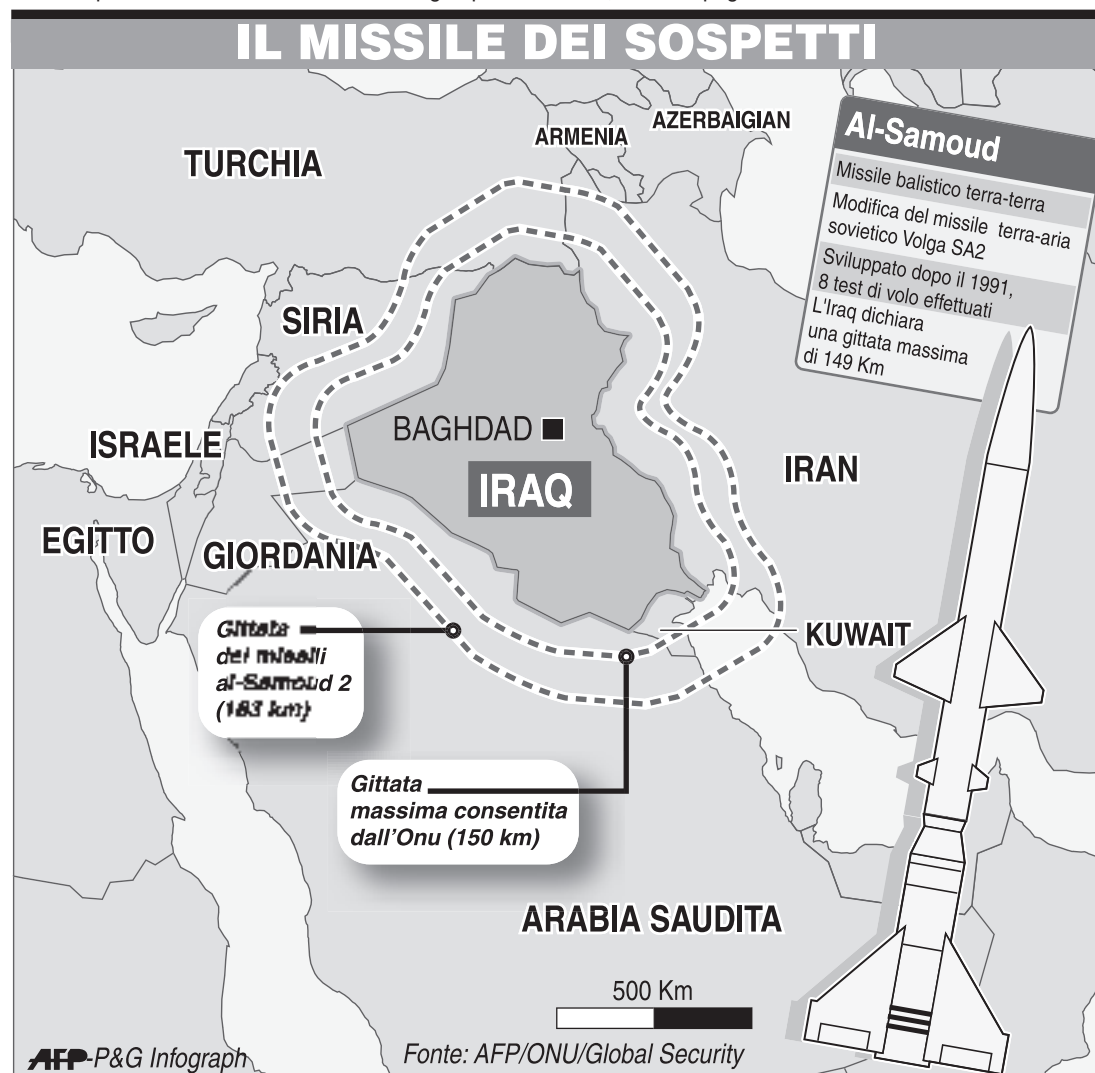 IL MISSILE DEI SOSPETTI
TURCHIA
ARMENIA
AZERBAIGIAN
Al-Samoud
Missile balistico terra-terra
Modifica del missile terra-aria
sovietico Volga SA2
Sviluppato dopo il 1991,
8 test di volo effettuati
L'Iraq dichiara
una gittata massima
di 149 Km
SIRIA
BAGHDAD
ISRAELE
IRAN
IRAQ
EGITTO
GIORDANIA
Gittata
dei missili
al-Samoud 2
(183 km)
KUWAIT
Gittata
massima consentita
dall'Onu (150 km)
ARABIA SAUDITA
500 Km
AFP-P&G Infograph
Fonte: AFP/ONU/Global Security